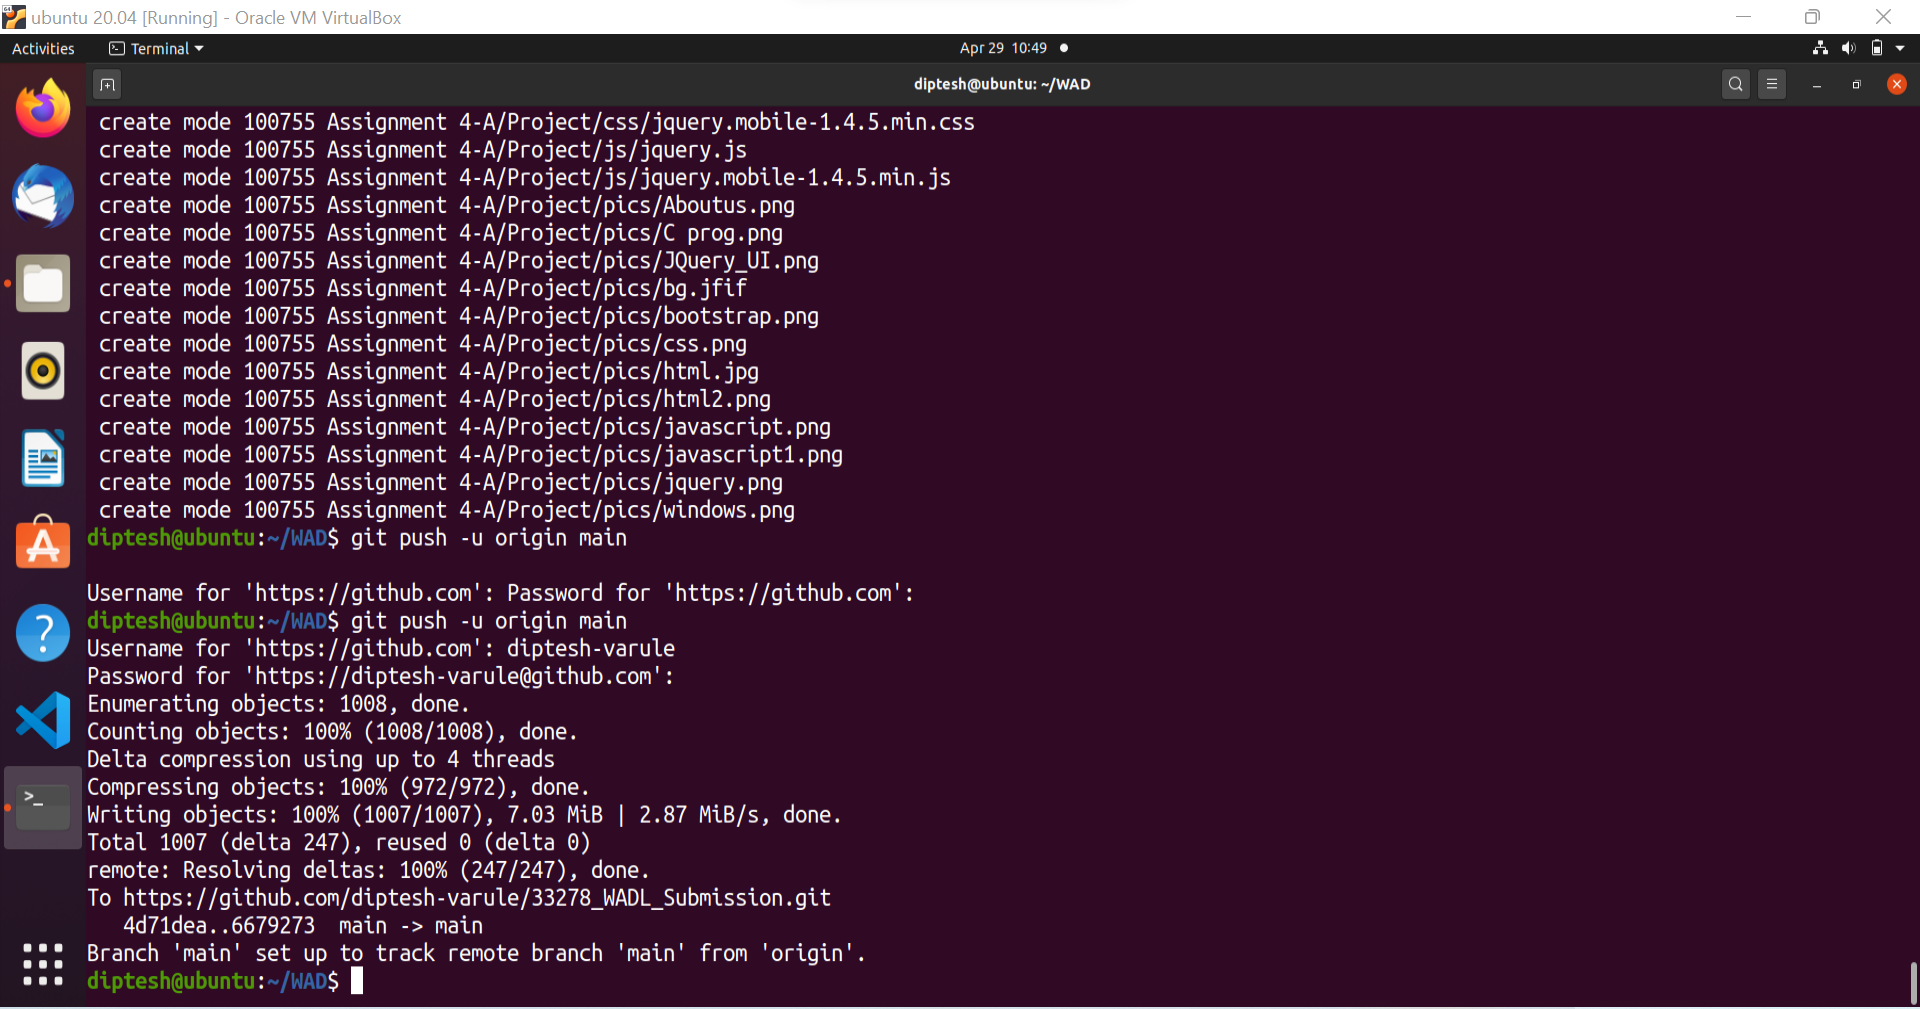 ubuntu 20.04 [Running] - Oracle VM VirtualBox
Activities Terminal Apr 29 10:49
diptesh@ubuntu: ~/WAD
create mode 100755 Assignment 4-A/Project/css/jquery.mobile-1.4.5.min.css
create mode 100755 Assignment 4-A/Project/js/jquery.js
create mode 100755 Assignment 4-A/Project/js/jquery.mobile-1.4.5.min.js
create mode 100755 Assignment 4-A/Project/pics/Aboutus.png
create mode 100755 Assignment 4-A/Project/pics/C prog.png
create mode 100755 Assignment 4-A/Project/pics/JQuery_UI.png
create mode 100755 Assignment 4-A/Project/pics/bg.jfif
create mode 100755 Assignment 4-A/Project/pics/bootstrap.png
create mode 100755 Assignment 4-A/Project/pics/css.png
create mode 100755 Assignment 4-A/Project/pics/html.jpg
create mode 100755 Assignment 4-A/Project/pics/html2.png
create mode 100755 Assignment 4-A/Project/pics/javascript.png
create mode 100755 Assignment 4-A/Project/pics/javascript1.png
create mode 100755 Assignment 4-A/Project/pics/jquery.png
create mode 100755 Assignment 4-A/Project/pics/windows.png
diptesh@ubuntu:~/WAD$ git push -u origin main
Username for 'https://github.com': Password for 'https://github.com':
diptesh@ubuntu:~/WAD$ git push -u origin main
Username for 'https://github.com': diptesh-varule
Password for 'https://diptesh-varule@github.com':
Enumerating objects: 1008, done.
Counting objects: 100% (1008/1008), done.
Delta compression using up to 4 threads
Compressing objects: 100% (972/972), done.
Writing objects: 100% (1007/1007), 7.03 MiB | 2.87 MiB/s, done.
Total 1007 (delta 247), reused 0 (delta 0)
remote: Resolving deltas: 100% (247/247), done.
To https://github.com/diptesh-varule/33278_WADL_Submission.git
4d71dea..6679273 main -> main
Branch 'main' set up to track remote branch 'main' from 'origin'.
diptesh@ubuntu:~/WAD$